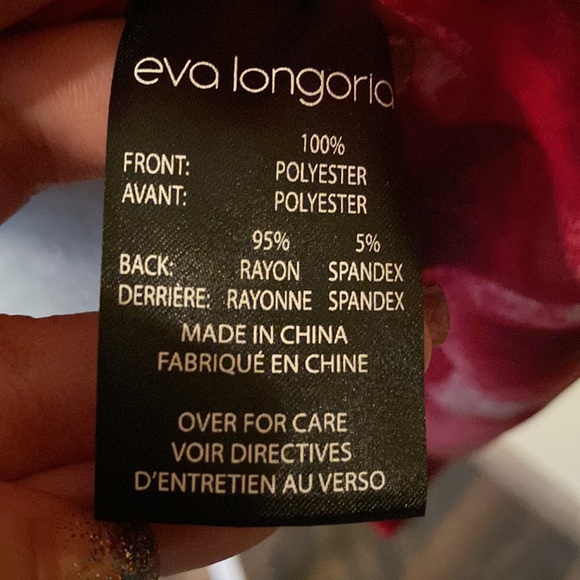 eva longoria
100%
FRONT: POLYESTER
AVANT: POLYESTER
95% 5%
BACK: RAYON SPANDEX
DERRIÈRE: RAYONNE SPANDEX
MADE IN CHINA
FABRIQUÉ EN CHINE
OVER FOR CARE
VOIR DIRECTIVES
D'ENTRETIEN AU VERSO